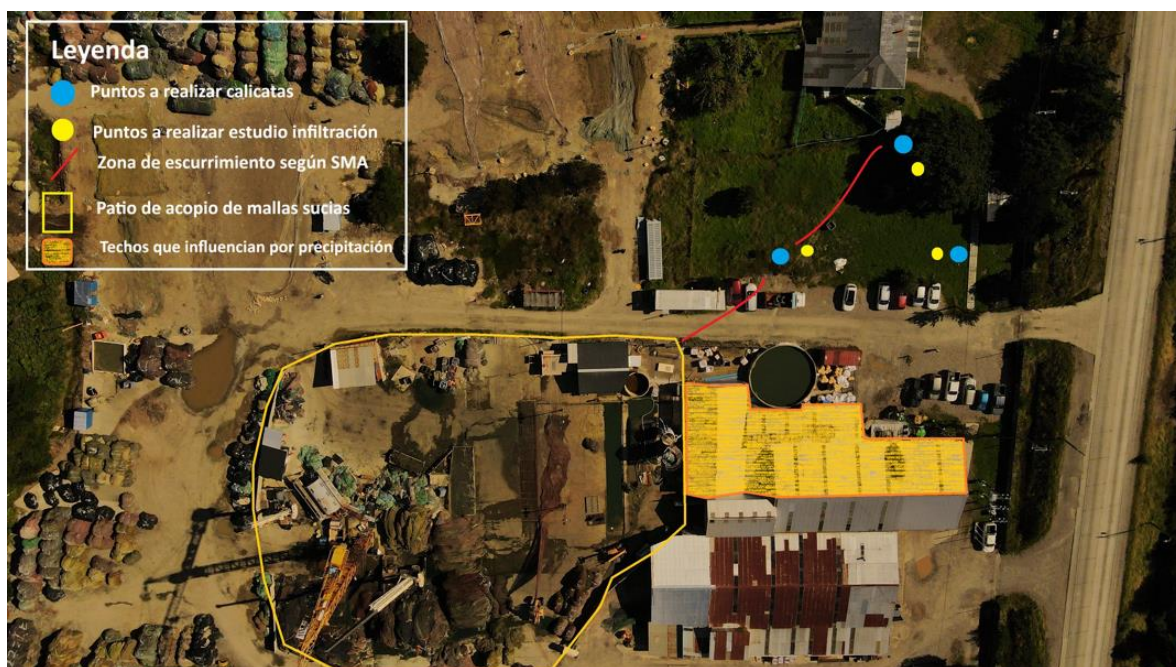 Leyenda
Puntos a realizar calicatas
Puntos a realizar estudio infiltración
Zona de escurrimiento según SMA
Patio de acopio de mallas sucias
Techos que influencian por precipitación